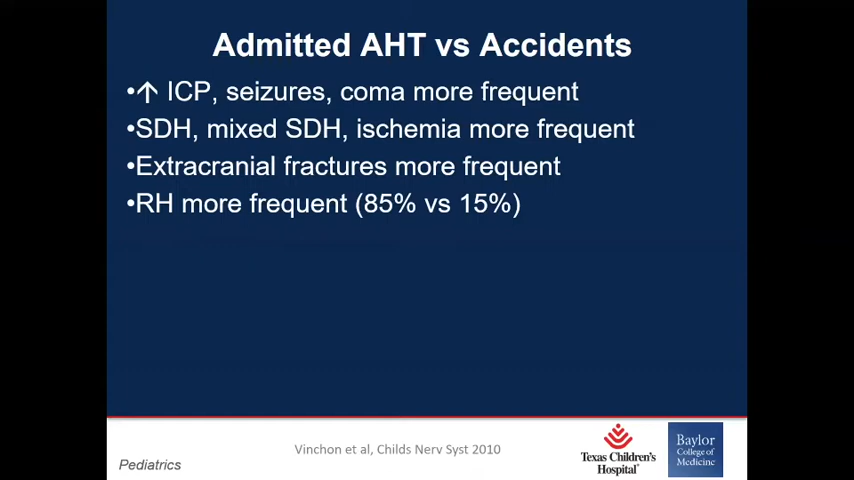 Admitted AHT vs Accidents
•↑ ICP, seizures, coma more frequent
•SDH, mixed SDH, ischemia more frequent
•Extracranial fractures more frequent
•RH more frequent (85% vs 15%)
Vinchon et al, Childs Nerv Syst 2010
Pediatrics
Texas Children's
Hospital®
Baylor
College of
Medicine